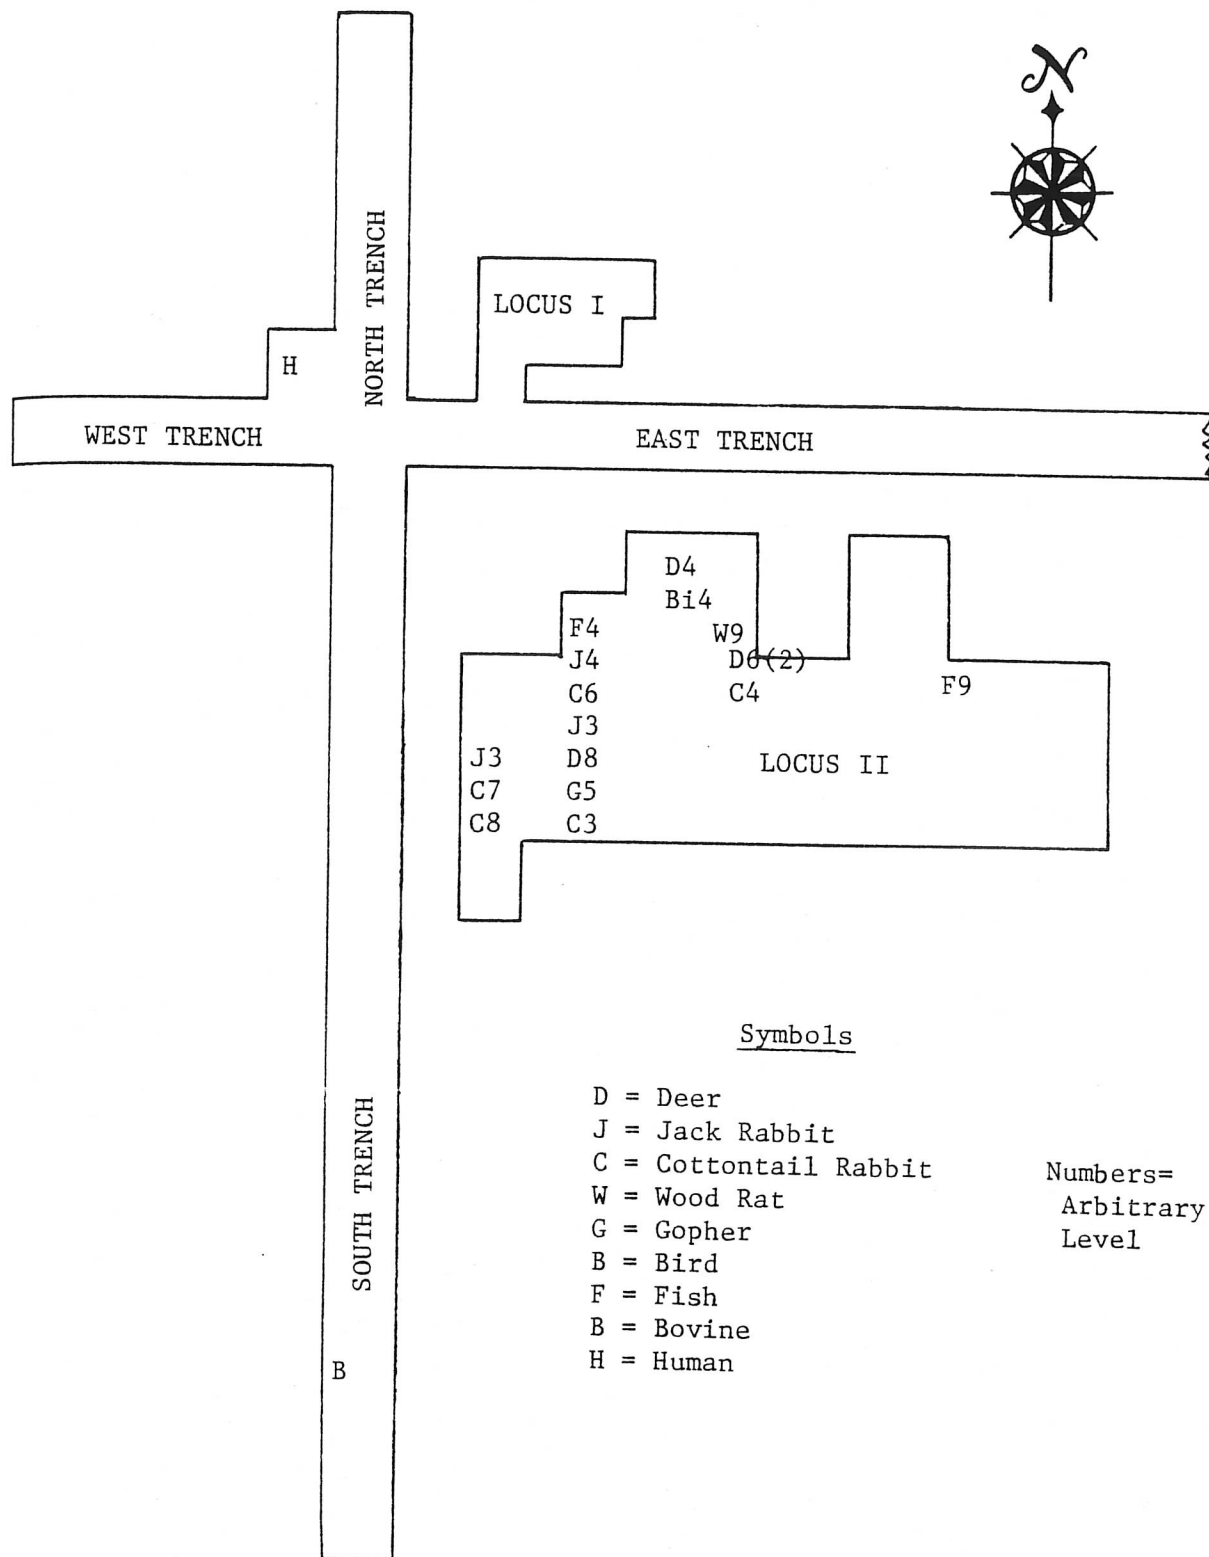 N
NORTH TRENCH
LOCUS I
H
WEST TRENCH
EAST TRENCH
D4
Bi4
F4
W9
J4
D6(2)
C6
C4
F9
J3
J3
D8
LOCUS II
C7
G5
C8
C3
Symbols
D = Deer
J = Jack Rabbit
C = Cottontail Rabbit
W = Wood Rat
G = Gopher
B = Bird
F = Fish
B = Bovine
H = Human
Numbers=
Arbitrary
Level
SOUTH TRENCH
B